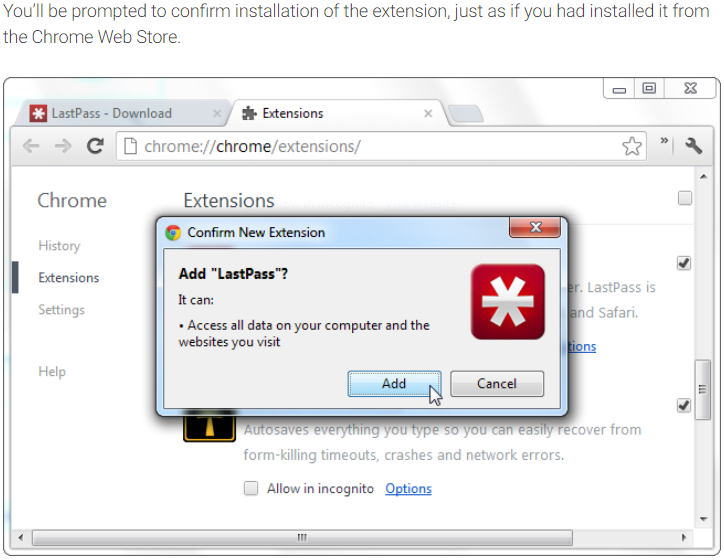 You'll be prompted to confirm installation of the extension, just as if you had installed it from
the Chrome Web Store.
LastPass - Download
Extensions
chrome://chrome/extensions/
Chrome
Extensions
History
Extensions
Settings
Help
Confirm New Extension
Add "LastPass"?
It can:
• Access all data on your computer and the
websites you visit
Add
Cancel
er. LastPass is
and Safari.
tions
Autosaves everything you type so you can easily recover from
form-killing timeouts, crashes and network errors.
Allow in incognito Options